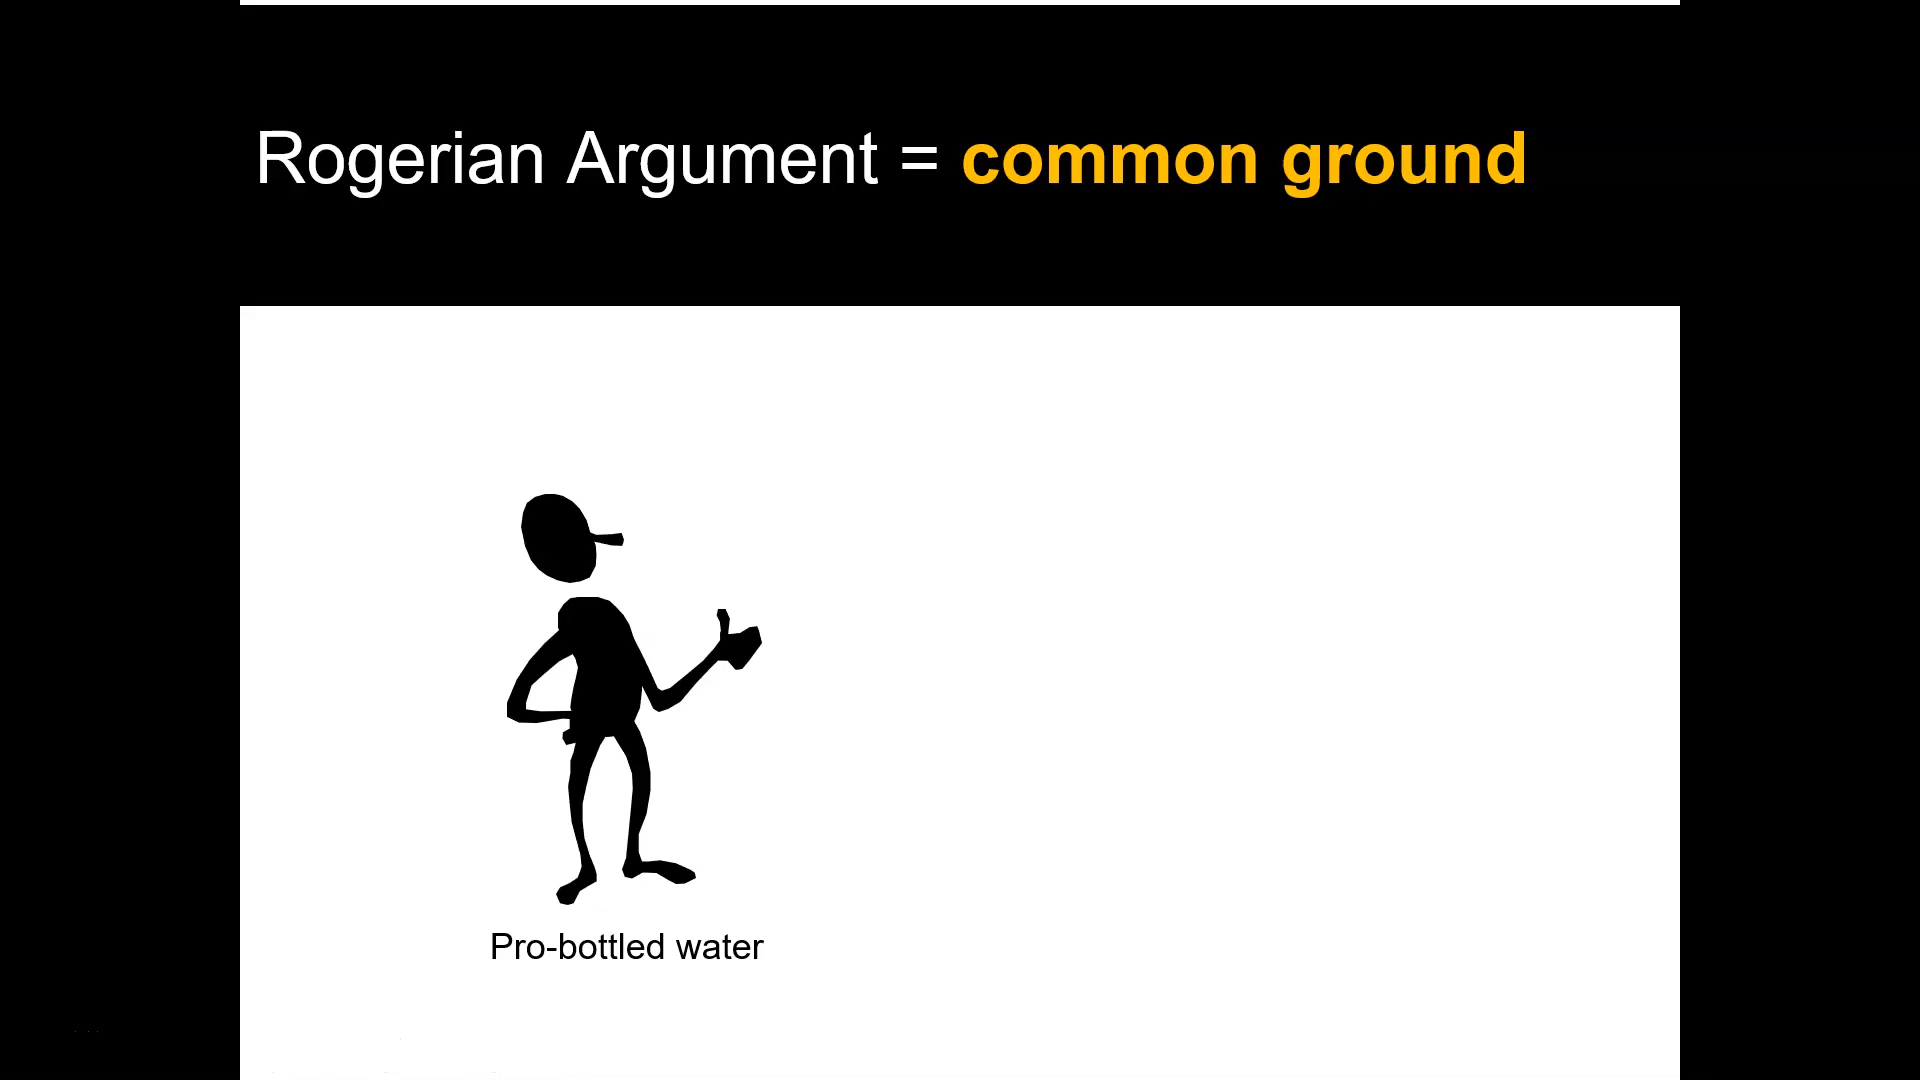 Rogerian Argument = common ground
Pro-bottled water